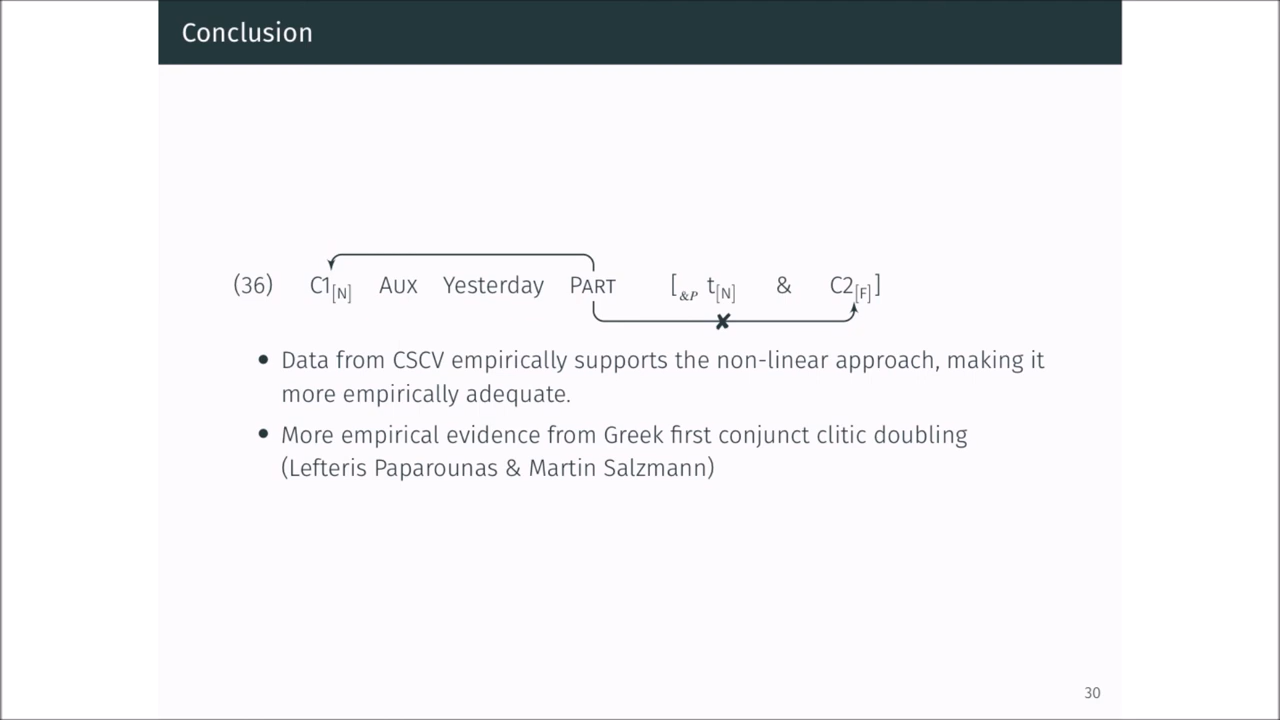 Conclusion
(36) C1[N] Aux Yesterday PART [&P t[N] & C2[F]]
✘
• Data from CSCV empirically supports the non-linear approach, making it
more empirically adequate.
• More empirical evidence from Greek first conjunct clitic doubling
(Lefteris Paparounas & Martin Salzmann)
30